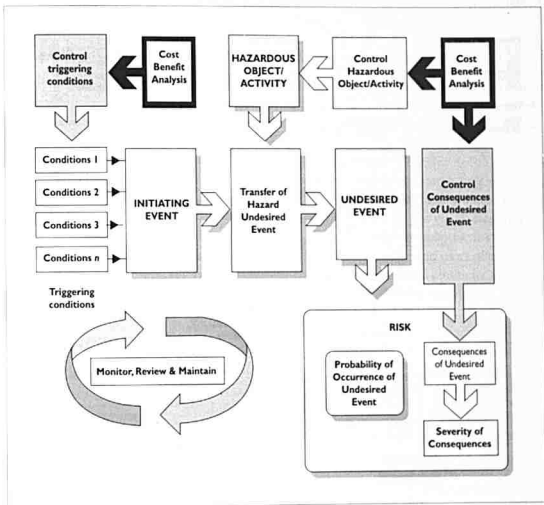 Control
triggering
conditions
Cost
Benefit
Analysis
HAZARDOUS
OBJECT/
ACTIVITY
Control
Hazardous
Object/Activity
Cost
Benefit
Analysis
Conditions 1
Conditions 2
Conditions 3
Conditions n
Triggering
conditions
INITIATING
EVENT
Transfer of
Hazard
Undesired
Event
UNDESIRED
EVENT
Control
Consequences
of Undesired
Event
Monitor, Review & Maintain
RISK
Probability of
Occurrence of
Undesired
Event
Consequences
of Undesired
Event
Severity of
Consequences